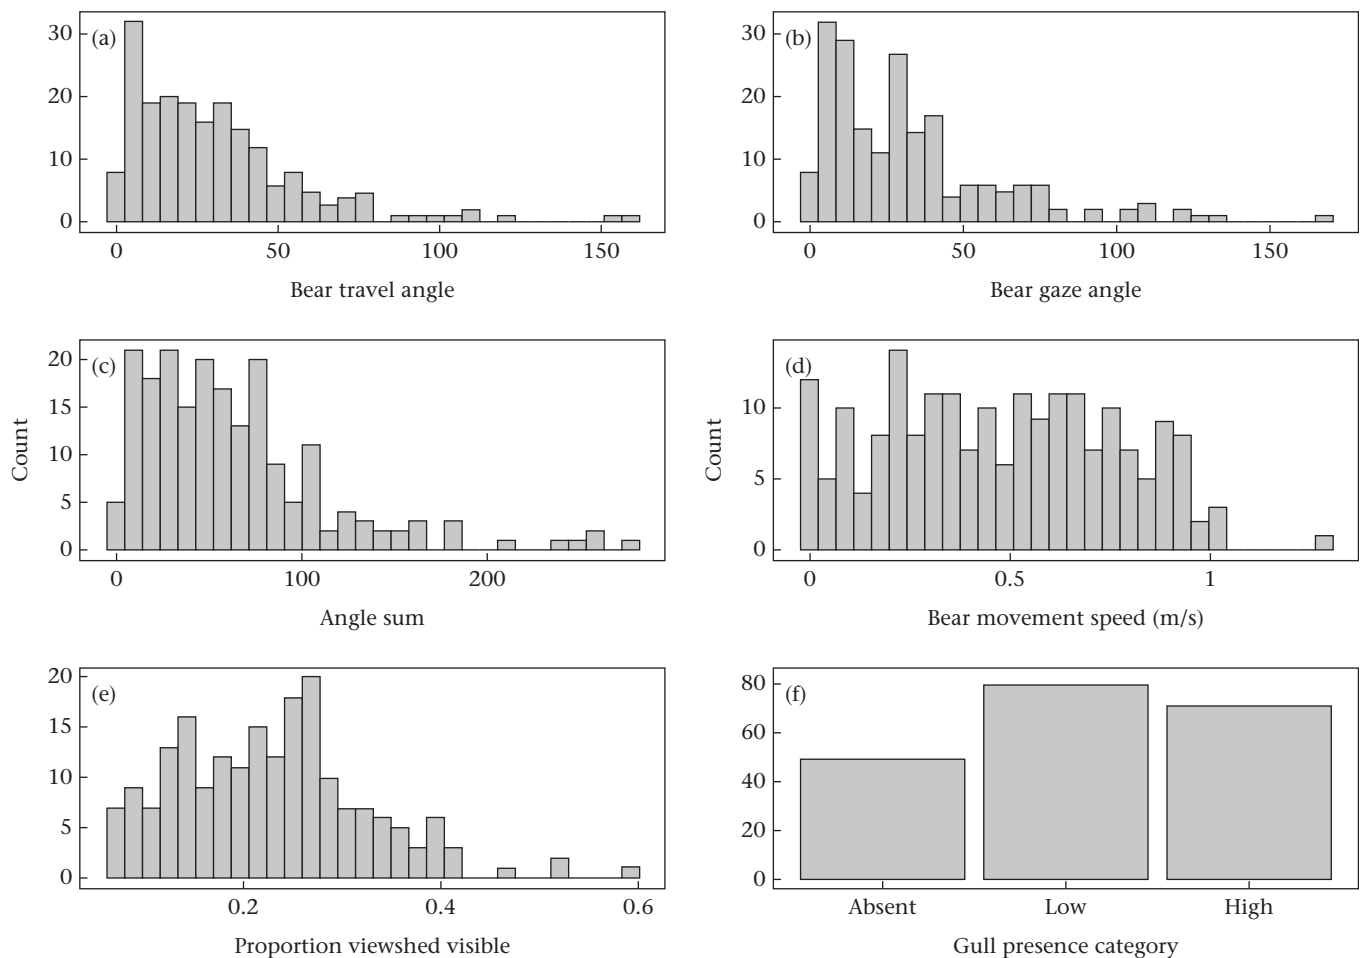 (a)
30
20
10
0
0 50 100 150
Bear travel angle
(b)
30
20
10
0
0 50 100 150
Bear gaze angle
(c)
20
15
10
5
0
Count
0 100 200
Angle sum
(d)
10
5
0
Count
0 0.5 1
Bear movement speed (m/s)
(e)
20
15
10
5
0
0.2 0.4 0.6
Proportion viewshed visible
(f)
80
60
40
20
0
Absent Low High
Gull presence category